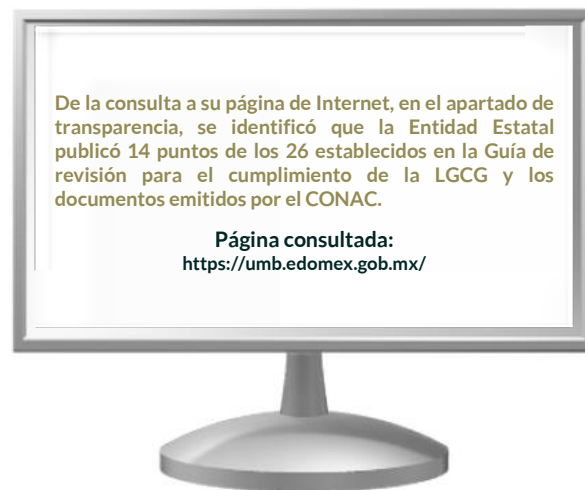 De la consulta a su página de Internet, en el apartado de
transparencia, se identificó que la Entidad Estatal
publicó 14 puntos de los 26 establecidos en la Guía de
revisión para el cumplimiento de la LGCG y los
documentos emitidos por el CONAC.
Página consultada:
https://umb.edomex.gob.mx/